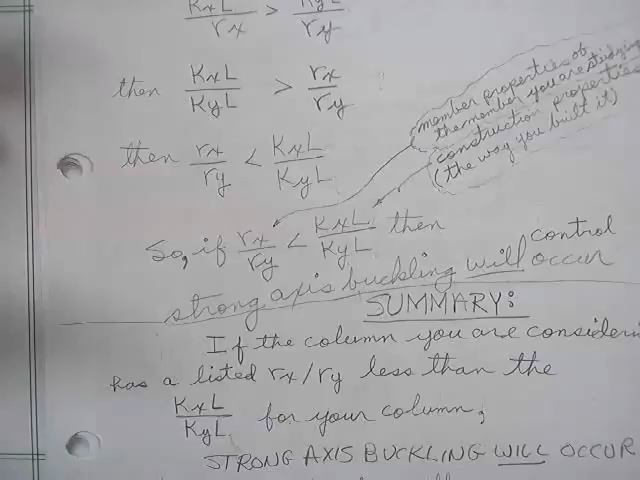 KxL/rx > KyL/ry
then KxL/KyL > rx/ry
then rx/ry < KxL/KyL
member properties of
the member you are studying
construction properties
(the way you built it)
So, if rx/ry < KxL/KyL then
strong axis buckling will control
occur
SUMMARY:
If the column you are
has a listed rx/ry less than the
KxL/KyL for your column,
STRONG AXIS BUCKLING WILL OCCUR